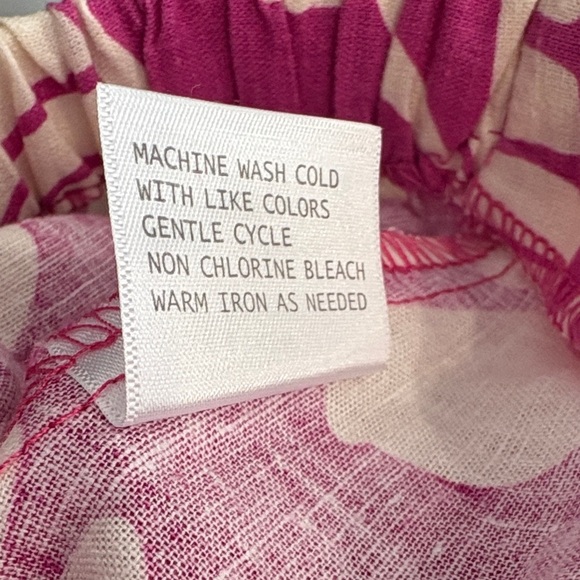 MACHINE WASH COLD
WITH LIKE COLORS
GENTLE CYCLE
NON CHLORINE BLEACH
WARM IRON AS NEEDED